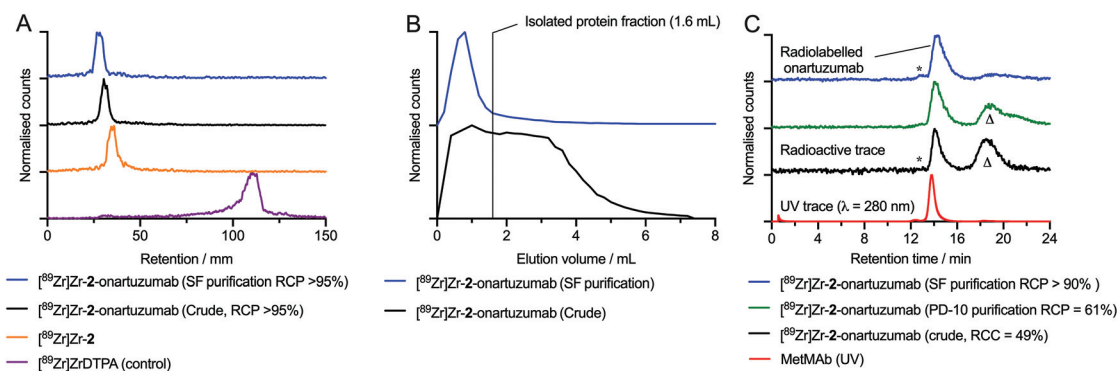 A
Normalised counts
0
50
100
150
Retention / mm
[⁸⁹Zr]Zr-2-onartuzumab (SF purification RCP >95%)
[⁸⁹Zr]Zr-2-onartuzumab (Crude, RCP >95%)
[⁸⁹Zr]Zr-2
[⁸⁹Zr]ZrDTPA (control)
B
Isolated protein fraction (1.6 mL)
Normalised counts
0
2
4
6
8
Elution volume / mL
[⁸⁹Zr]Zr-2-onartuzumab (SF purification)
[⁸⁹Zr]Zr-2-onartuzumab (Crude)
C
Radiolabelled
onartuzumab
*
Δ
Radioactive trace
*
Δ
UV trace (λ = 280 nm)
Normalised counts
0
4
8
12
16
20
24
Retention time / min
[⁸⁹Zr]Zr-2-onartuzumab (SF purification RCP > 90% )
[⁸⁹Zr]Zr-2-onartuzumab (PD-10 purification RCP = 61%)
[⁸⁹Zr]Zr-2-onartuzumab (crude, RCC = 49%)
MetMAb (UV)